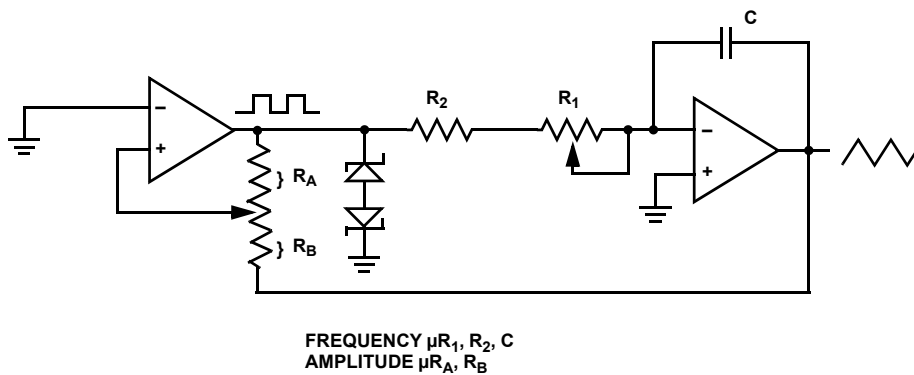 C
R2
R1
–
+
RA
RB
–
+
FREQUENCY µR1, R2, C
AMPLITUDE µRA, RB